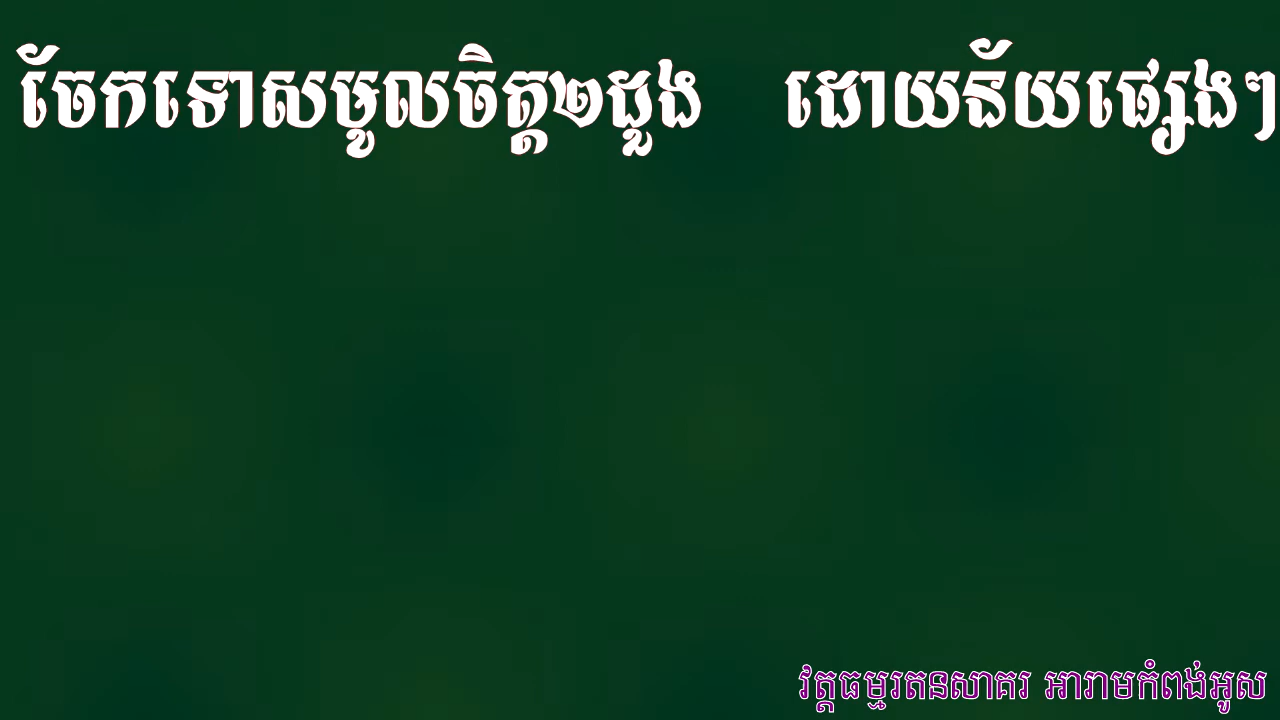 ចែកទោសមូលចិត្ត២ដួង ដោយន័យផ្សេងៗ
វត្តធម្មរតនសាគរ អារាមកំពង់អូស